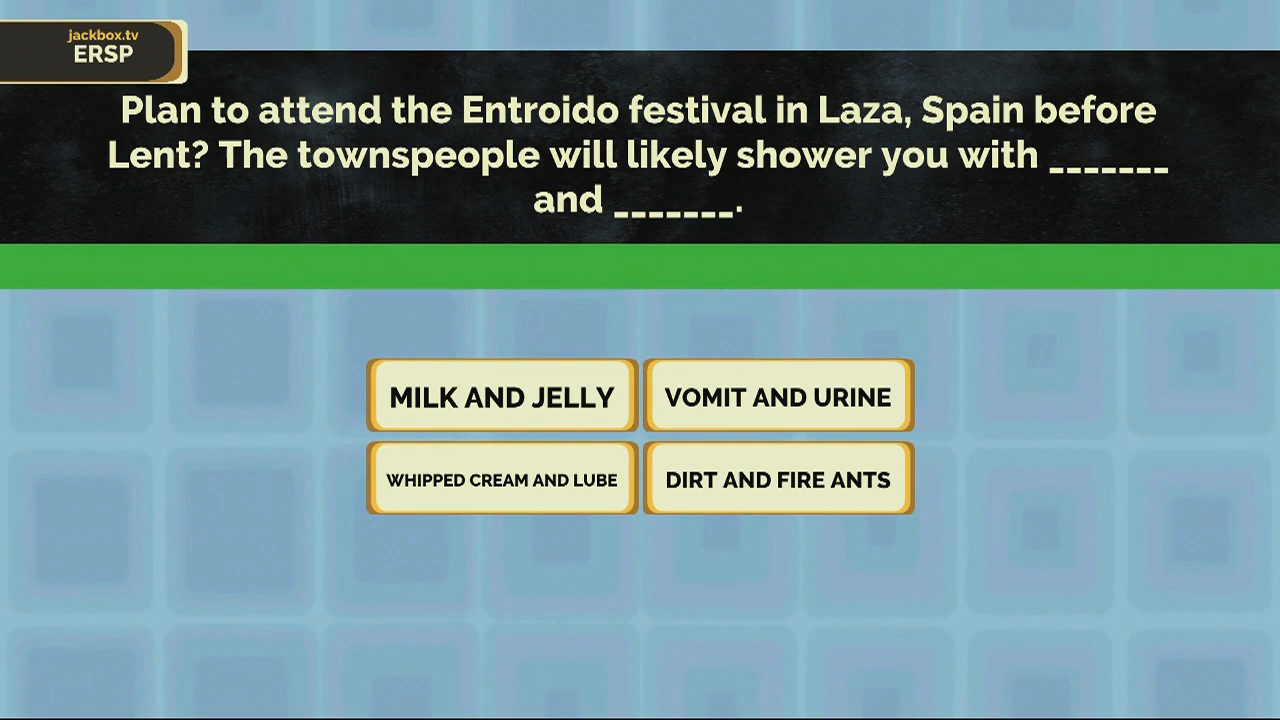 jackbox.tv
ERSP
Plan to attend the Entroido festival in Laza, Spain before
Lent? The townspeople will likely shower you with _______
and _______.
MILK AND JELLY
VOMIT AND URINE
WHIPPED CREAM AND LUBE
DIRT AND FIRE ANTS